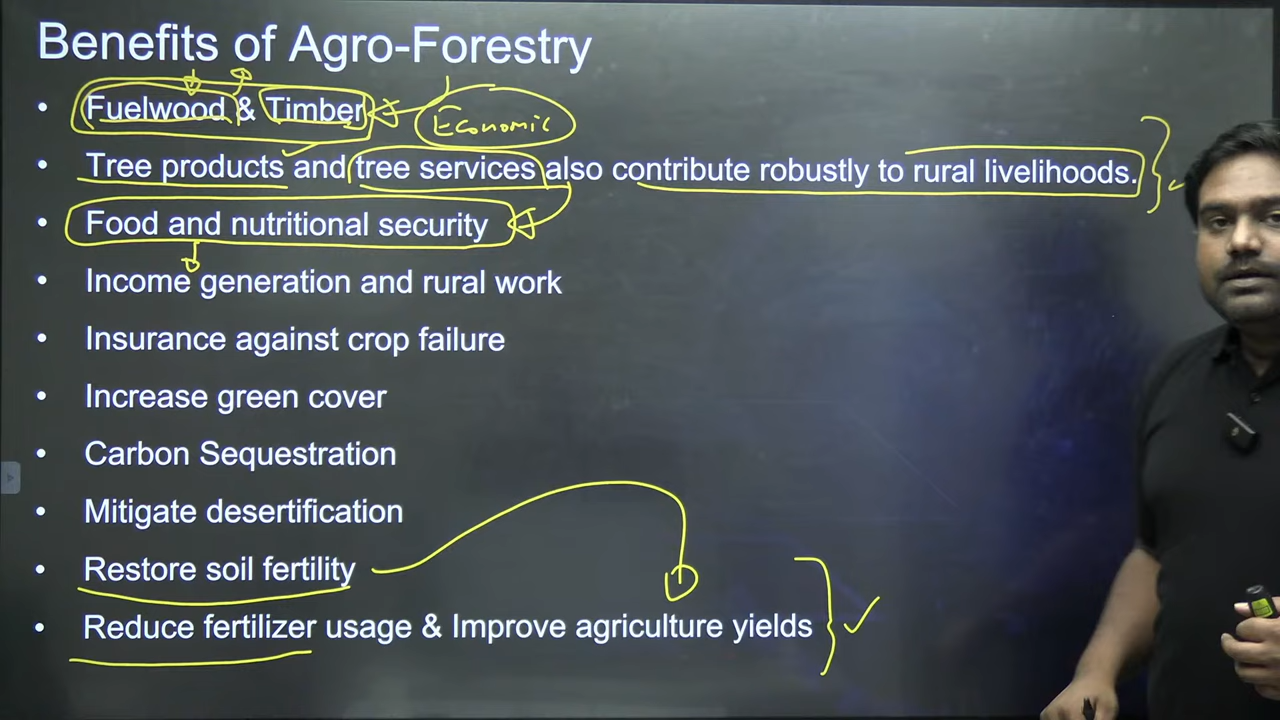 Benefits of Agro-Forestry
• Fuelwood & Timber
Economic
• Tree products and tree services also contribute robustly to rural livelihoods.
• Food and nutritional security
• Income generation and rural work
• Insurance against crop failure
• Increase green cover
• Carbon Sequestration
• Mitigate desertification
• Restore soil fertility
• Reduce fertilizer usage & Improve agriculture yields